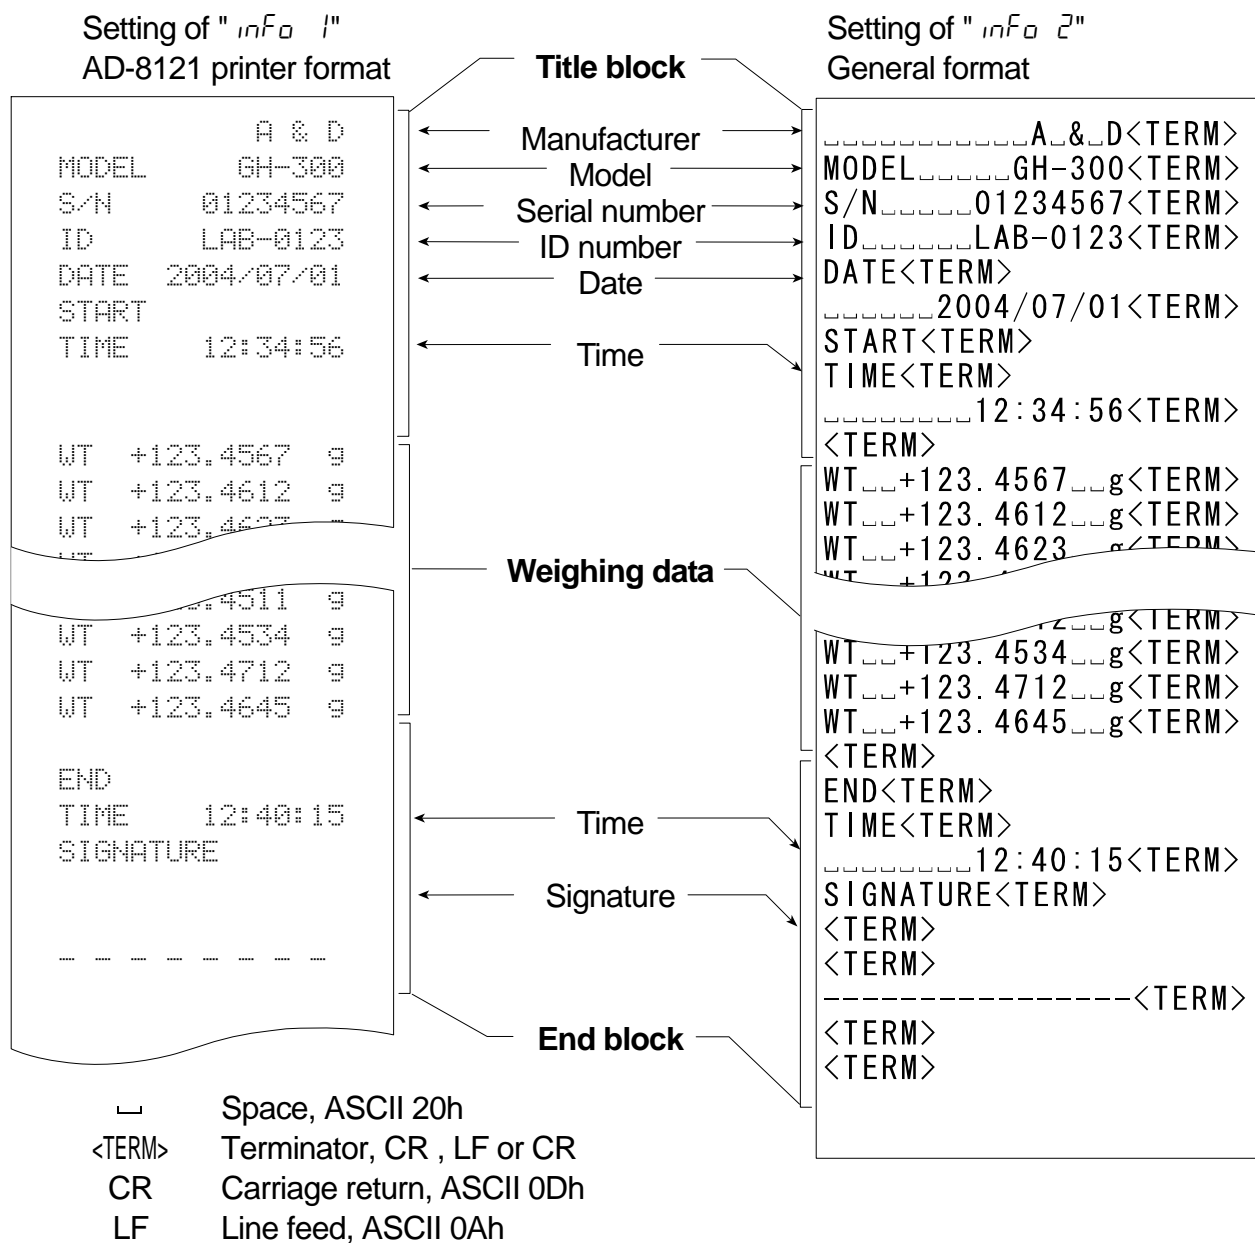 Setting of " info 1"
AD-8121 printer format
A & D
MODEL GH-300
S/N 01234567
ID LAB-0123
DATE 2004/07/01
START
TIME 12:34:56
WT +123.4567 g
WT +123.4612 g
WT
WT +123.4534 g
WT +123.4712 g
WT +123.4645 g
END
TIME 12:40:15
SIGNATURE
_ _ _ _ _ _ _ _
Title block
Manufacturer
Model
Serial number
ID number
Date
Time
Weighing data
Time
Signature
End block
Setting of " info 2"
General format
␣␣␣␣␣␣␣␣␣␣␣A␣&␣D<TERM>
MODEL␣␣␣␣␣GH-300<TERM>
S/N␣␣␣␣␣01234567<TERM>
ID␣␣␣␣␣␣LAB-0123<TERM>
DATE<TERM>
␣␣␣␣␣␣2004/07/01<TERM>
START<TERM>
TIME<TERM>
␣␣␣␣␣␣␣␣12:34:56<TERM>
<TERM>
WT␣␣+123.4567␣␣g<TERM>
WT␣␣+123.4612␣␣g<TERM>
WT␣␣+123.4623␣␣g<TERM>
WT␣␣+123.4534␣␣g<TERM>
WT␣␣+123.4712␣␣g<TERM>
WT␣␣+123.4645␣␣g<TERM>
<TERM>
END<TERM>
TIME<TERM>
␣␣␣␣␣␣␣␣12:40:15<TERM>
SIGNATURE<TERM>
<TERM>
<TERM>
----------------<TERM>
<TERM>
<TERM>
␣ Space, ASCII 20h
<TERM> Terminator, CR , LF or CR
CR Carriage return, ASCII 0Dh
LF Line feed, ASCII 0Ah